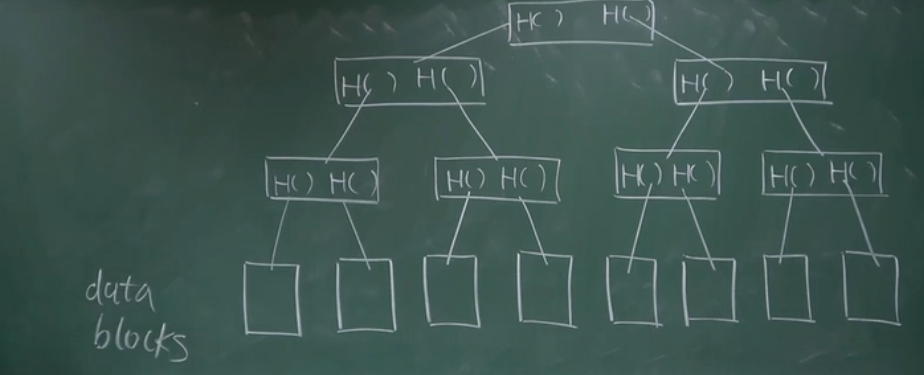 H( ) H( )
H( ) H( ) H( ) H( )
H( ) H( ) H( ) H( ) H( ) H( ) H( ) H( )
data
blocks